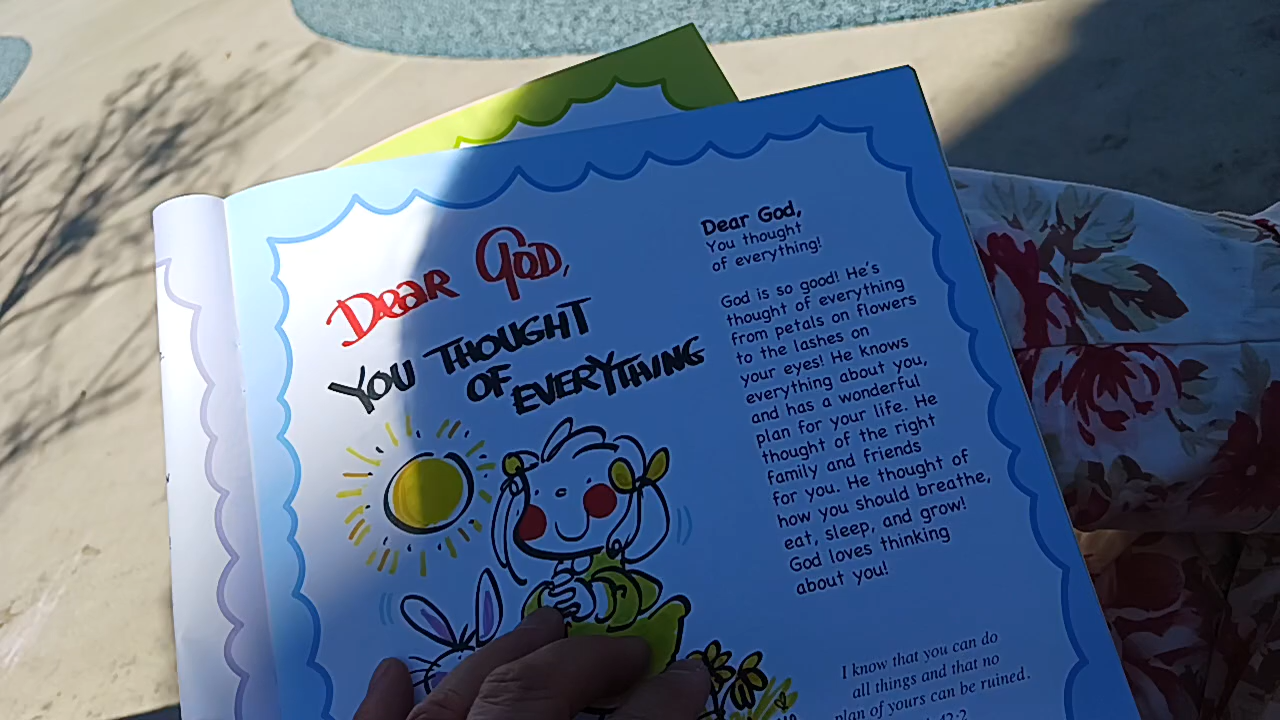 DEAR GOD,
YOU THOUGHT
OF EVERYTHING
Dear God,
You thought
of everything!
God is so good! He's
thought of everything
from petals on flowers
to the lashes on
your eyes! He knows
everything about you,
and has a wonderful
plan for your life. He
thought of the right
family and friends
for you. He thought of
how you should breathe,
eat, sleep, and grow!
God loves thinking
about you!
I know that you can do
all things and that no
plan of yours can be ruined.
42:2